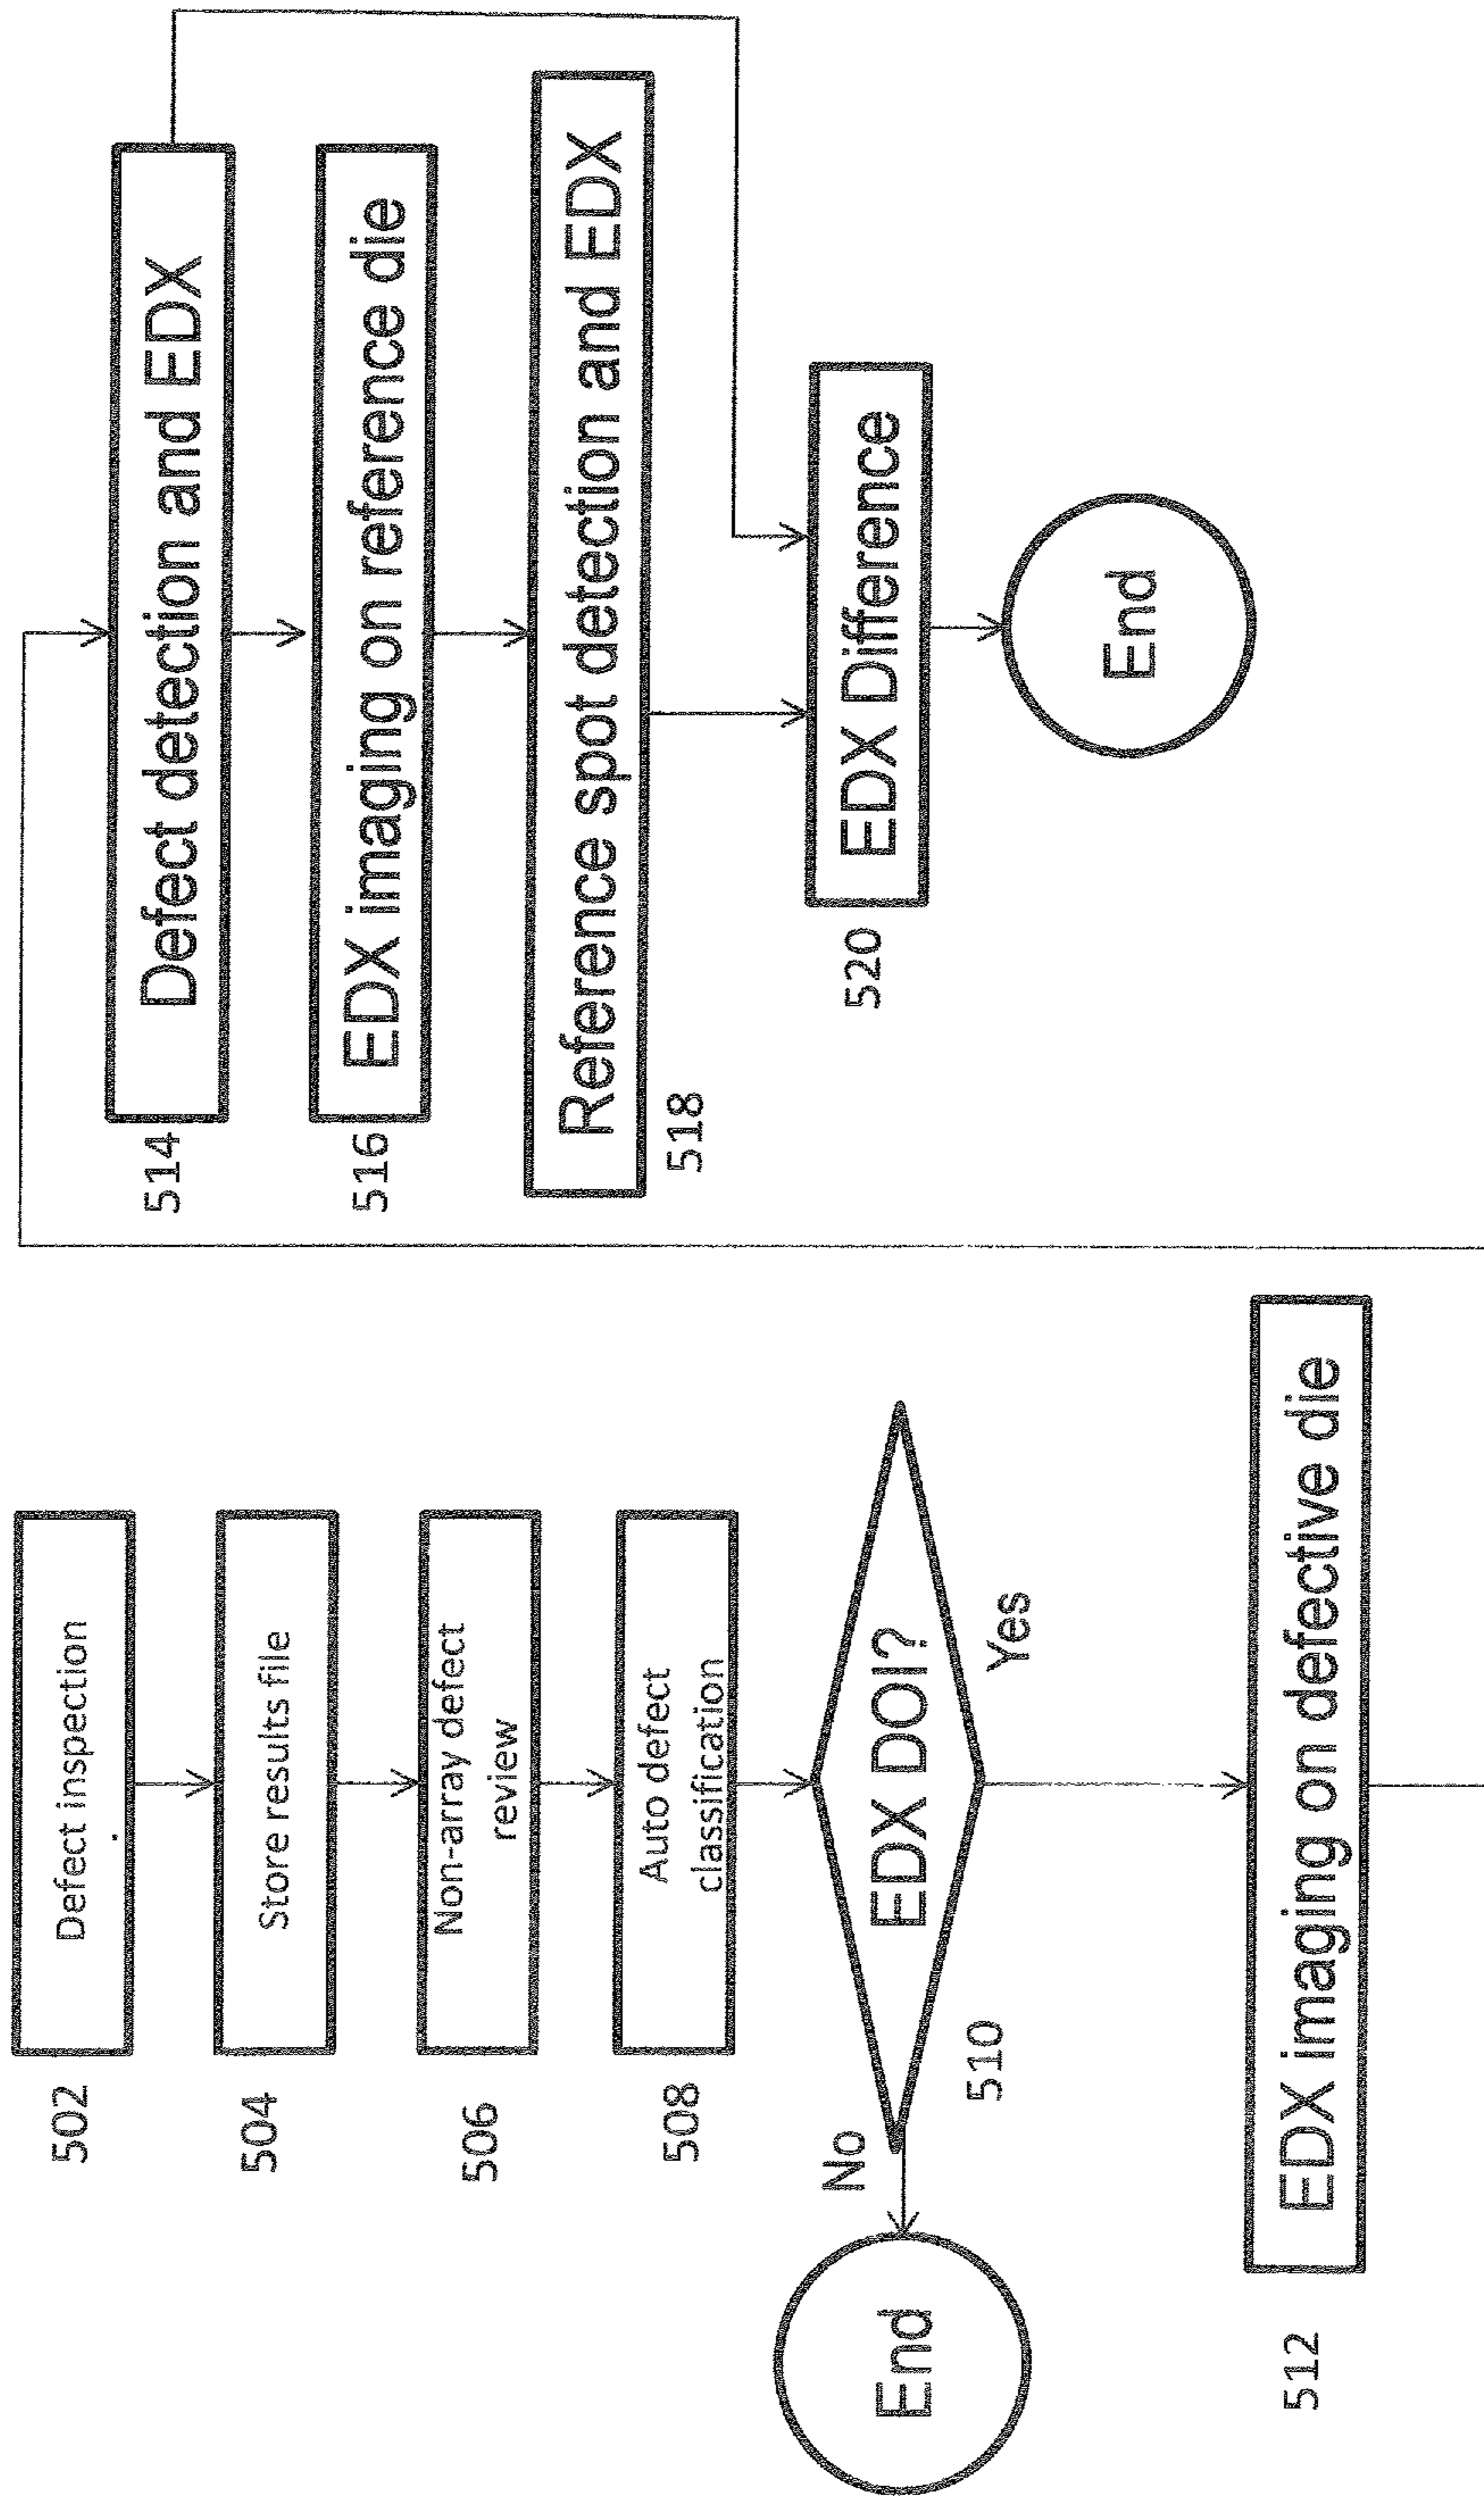 502
Defect inspection
504
Store results file
506
Non-array defect
review
508
Auto defect
classification
EDX DOI?
510
No
End
Yes
512
EDX imaging on defective die
514
Defect detection and EDX
516
EDX imaging on reference die
518
Reference spot detection and EDX
520
EDX Difference
End